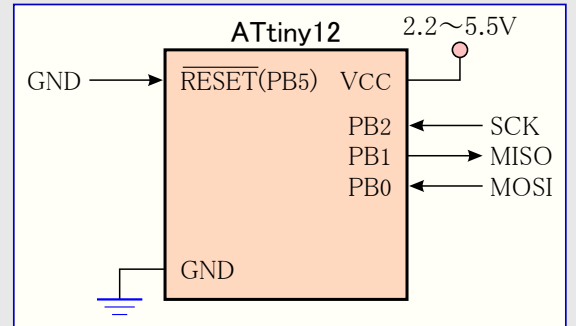 ATtiny12
2.2～5.5V
GND
RESET(PB5)
VCC
PB2
SCK
PB1
MISO
PB0
MOSI
GND